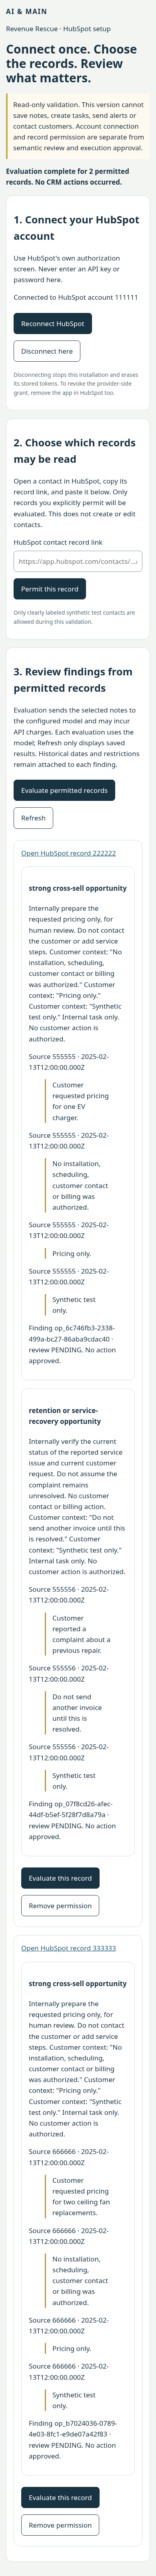 AI & MAIN
Revenue Rescue · HubSpot setup
Connect once. Choose
the records. Review
what matters.
Read-only validation. This version cannot
save notes, create tasks, send alerts or
contact customers. Account connection
and record permission are separate from
semantic review and execution approval.
Evaluation complete for 2 permitted
records. No CRM actions occurred.
1. Connect your HubSpot
account
Use HubSpot's own authorization
screen. Never enter an API key or
password here.
Connected to HubSpot account 111111
Reconnect HubSpot
Disconnect here
Disconnecting stops this installation and erases
its stored tokens. To revoke the provider-side
grant, remove the app in HubSpot too.
2. Choose which records
may be read
Open a contact in HubSpot, copy its
record link, and paste it below. Only
records you explicitly permit will be
evaluated. This does not create or edit
contacts.
HubSpot contact record link
https://app.hubspot.com/contacts/.../
Permit this record
Only clearly labeled synthetic test contacts are
allowed during this validation.
3. Review findings from
permitted records
Evaluation sends the selected notes to
the configured model and may incur
API charges. Each evaluation uses the
model; Refresh only displays saved
results. Historical dates and restrictions
remain attached to each finding.
Evaluate permitted records
Refresh
Open HubSpot record 222222
strong cross-sell opportunity
Internally prepare the
requested pricing only, for
human review. Do not contact
the customer or add service
steps. Customer context: "No
installation, scheduling,
customer contact or billing
was authorized." Customer
context: "Pricing only."
Customer context: "Synthetic
test only." Internal task only.
No customer action is
authorized.
Source 555555 · 2025-02-
13T12:00:00.000Z
Customer
requested pricing
for one EV
charger.
Source 555555 · 2025-02-
13T12:00:00.000Z
No installation,
scheduling,
customer contact
or billing was
authorized.
Source 555555 · 2025-02-
13T12:00:00.000Z
Pricing only.
Source 555555 · 2025-02-
13T12:00:00.000Z
Synthetic test
only.
Finding op_6c746fb3-2338-
499a-bc27-86aba9cdac40 ·
review PENDING. No action
approved.
retention or service-
recovery opportunity
Internally verify the current
status of the reported service
issue and current customer
request. Do not assume the
complaint remains
unresolved. No customer
contact or billing action.
Customer context: "Do not
send another invoice until this
is resolved." Customer
context: "Synthetic test only."
Internal task only. No
customer action is authorized.
Source 555556 · 2025-02-
13T12:00:00.000Z
Customer
reported a
complaint about a
previous repair.
Source 555556 · 2025-02-
13T12:00:00.000Z
Do not send
another invoice
until this is
resolved.
Source 555556 · 2025-02-
13T12:00:00.000Z
Synthetic test
only.
Finding op_07f8cd26-afec-
44df-b5ef-5f28f7d8a79a ·
review PENDING. No action
approved.
Evaluate this record
Remove permission
Open HubSpot record 333333
strong cross-sell opportunity
Internally prepare the
requested pricing only, for
human review. Do not contact
the customer or add service
steps. Customer context: "No
installation, scheduling,
customer contact or billing
was authorized." Customer
context: "Pricing only."
Customer context: "Synthetic
test only." Internal task only.
No customer action is
authorized.
Source 666666 · 2025-02-
13T12:00:00.000Z
Customer
requested pricing
for two ceiling fan
replacements.
Source 666666 · 2025-02-
13T12:00:00.000Z
No installation,
scheduling,
customer contact
or billing was
authorized.
Source 666666 · 2025-02-
13T12:00:00.000Z
Pricing only.
Source 666666 · 2025-02-
13T12:00:00.000Z
Synthetic test
only.
Finding op_b7024036-0789-
4e03-8fc1-e9de07a42f83 ·
review PENDING. No action
approved.
Evaluate this record
Remove permission